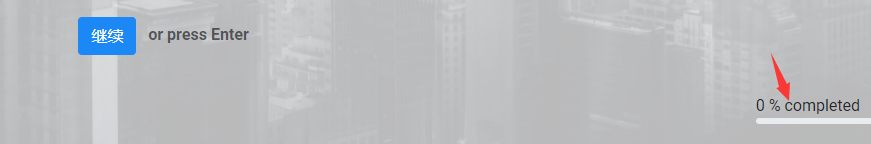 继续 or press Enter
0 % completed